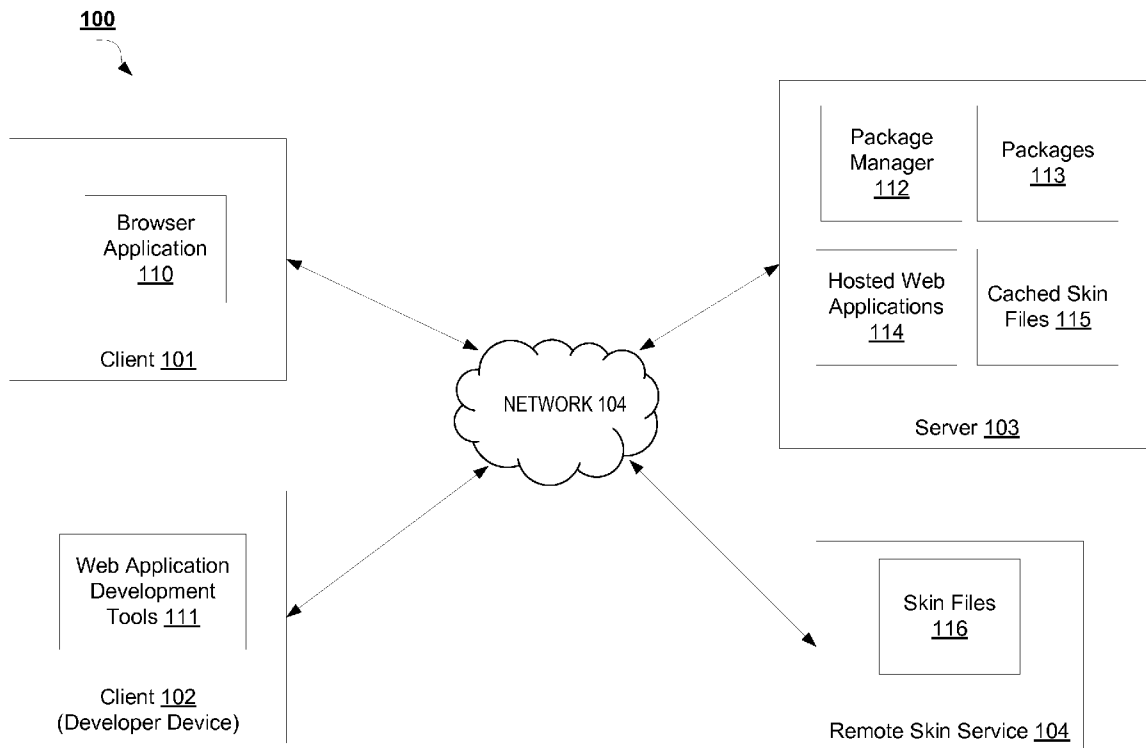 100
Package
Manager
112
Packages
113
Browser
Application
110
Hosted Web
Applications
114
Cached Skin
Files 115
Client 101
NETWORK 104
Server 103
Web Application
Development
Tools 111
Skin Files
116
Client 102
(Developer Device)
Remote Skin Service 104